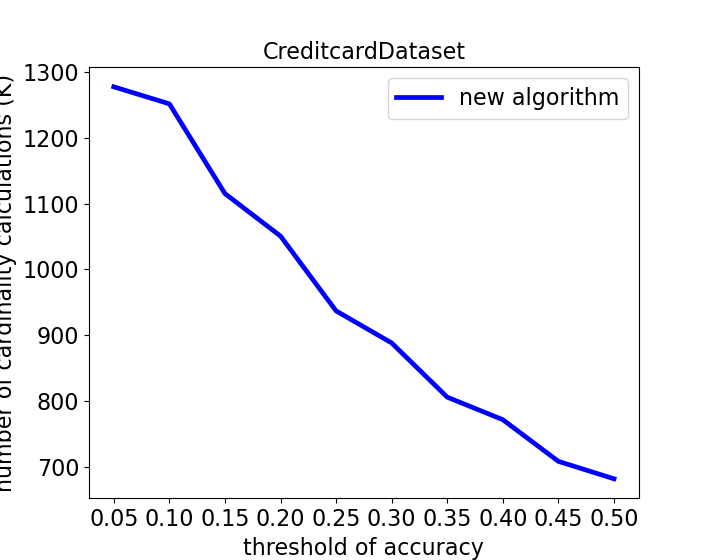 CreditcardDataset
new algorithm
number of cardinality calculations (K)
1300
1200
1100
1000
900
800
700
0.05 0.10 0.15 0.20 0.25 0.30 0.35 0.40 0.45 0.50
threshold of accuracy